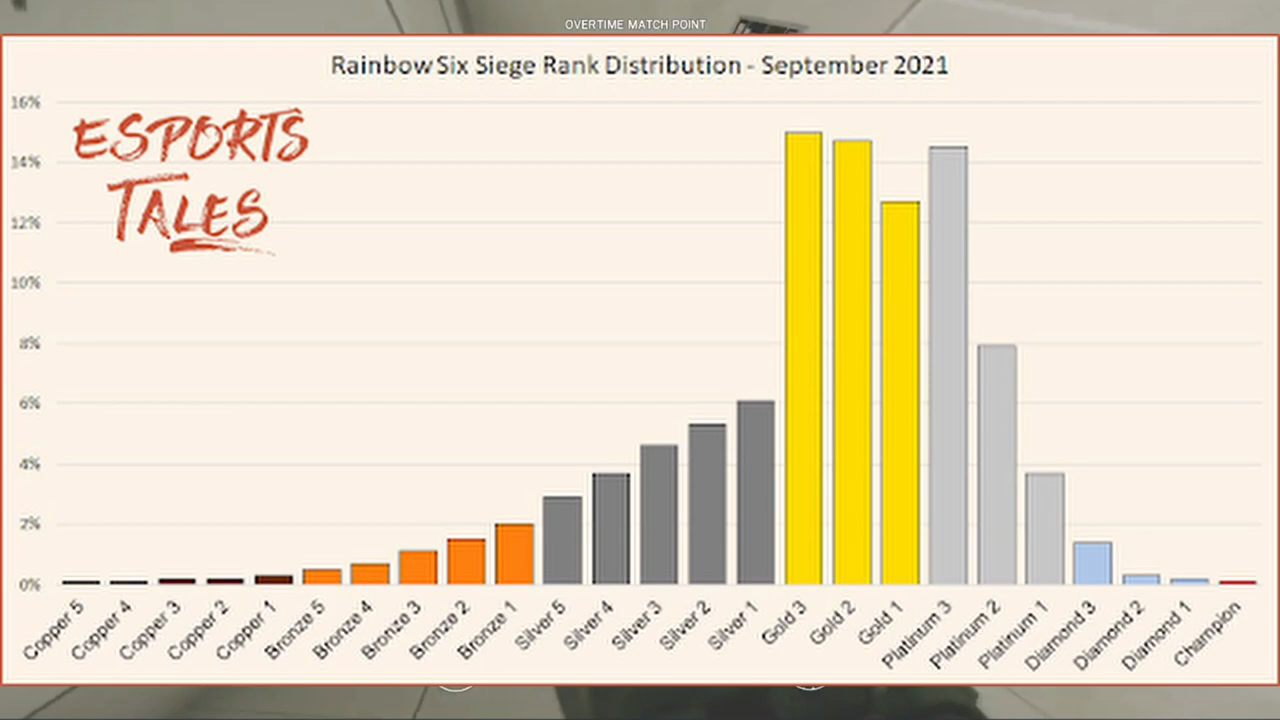 OVERTIME MATCH POINT
Rainbow Six Siege Rank Distribution - September 2021
ESPORTS
TALES
16%
14%
12%
10%
8%
6%
4%
2%
0%
Copper 5
Copper 4
Copper 3
Copper 2
Copper 1
Bronze 5
Bronze 4
Bronze 3
Bronze 2
Bronze 1
Silver 5
Silver 4
Silver 3
Silver 2
Silver 1
Gold 3
Gold 2
Gold 1
Platinum 3
Platinum 2
Platinum 1
Diamond 3
Diamond 2
Diamond 1
Champion